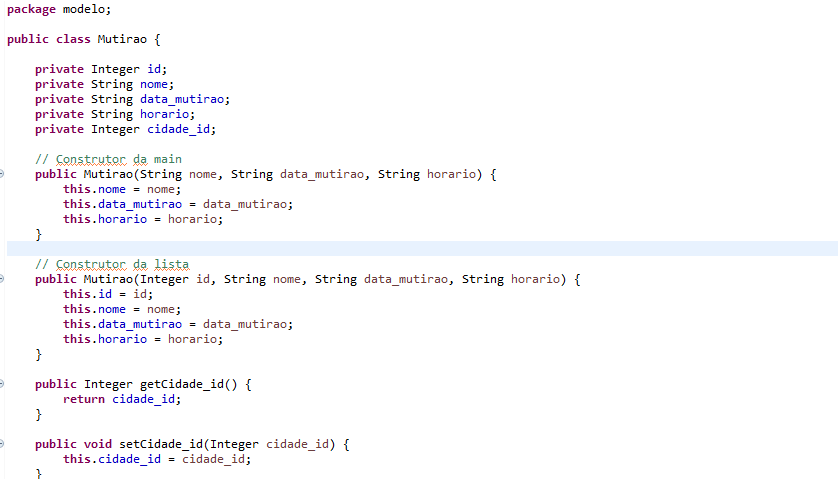 package modelo;
public class Mutirao {
private Integer id;
private String nome;
private String data_mutirao;
private String horario;
private Integer cidade_id;
// Construtor da main
public Mutirao(String nome, String data_mutirao, String horario) {
this.nome = nome;
this.data_mutirao = data_mutirao;
this.horario = horario;
}
// Construtor da lista
public Mutirao(Integer id, String nome, String data_mutirao, String horario) {
this.id = id;
this.nome = nome;
this.data_mutirao = data_mutirao;
this.horario = horario;
}
public Integer getCidade_id() {
return cidade_id;
}
public void setCidade_id(Integer cidade_id) {
this.cidade_id = cidade_id;
}